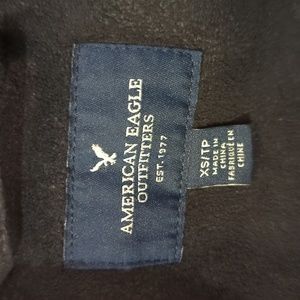 AMERICAN EAGLE
OUTFITTERS
EST. 1977
XS/TP
MADE IN
CHINA
FABRIQUÉ EN
CHINE